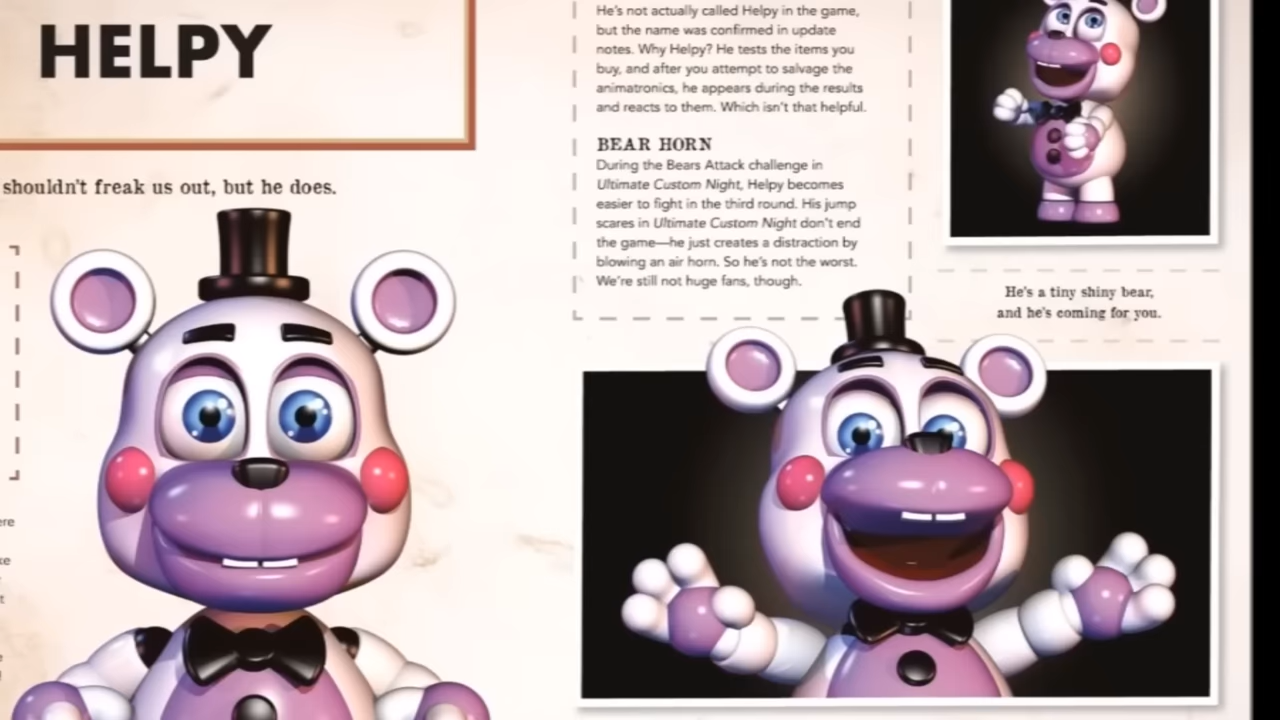 HELPY
shouldn't freak us out, but he does.
ere
ke
t
e
He's not actually called Helpy in the game,
but the name was confirmed in update
notes. Why Helpy? He tests the items you
buy, and after you attempt to salvage the
animatronics, he appears during the results
and reacts to them. Which isn't that helpful.
BEAR HORN
During the Bears Attack challenge in
Ultimate Custom Night, Helpy becomes
easier to fight in the third round. His jump
scares in Ultimate Custom Night don't end
the game—he just creates a distraction by
blowing an air horn. So he's not the worst.
We're still not huge fans, though.
He's a tiny shiny bear,
and he's coming for you.